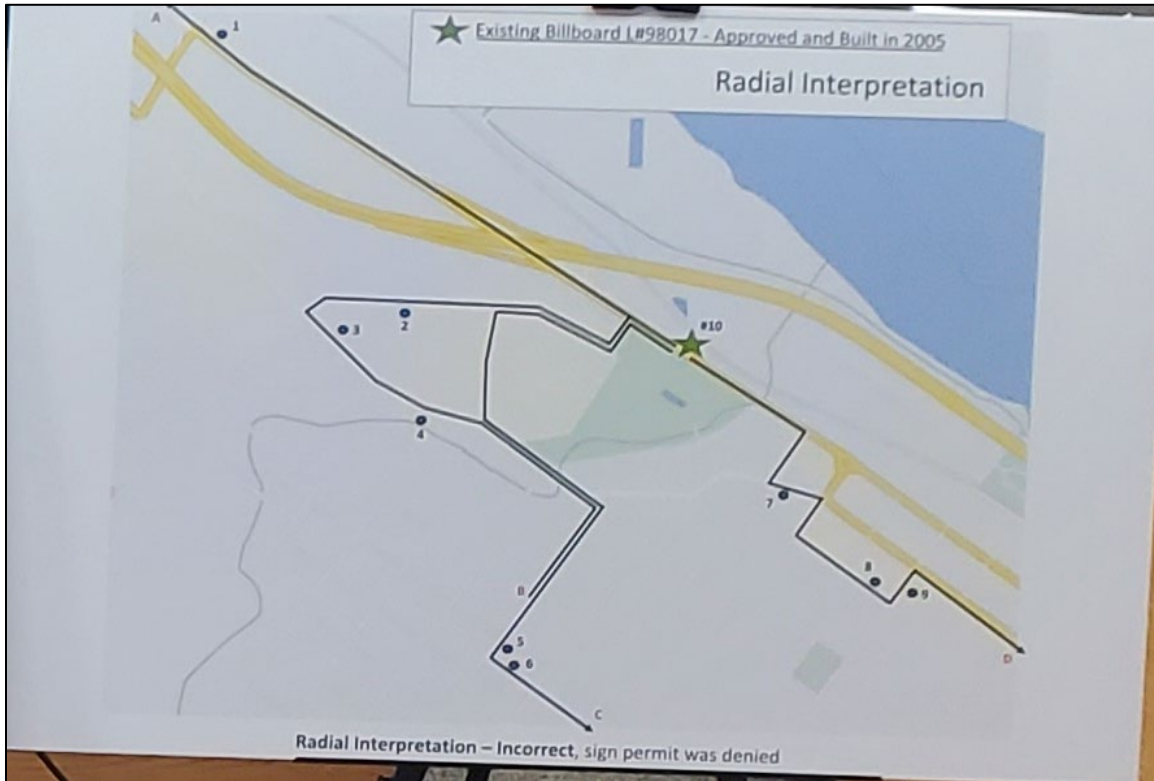 Existing Billboard L#98017 - Approved and Built in 2005
Radial Interpretation
A
1
#10
2
3
4
7
8
9
B
5
6
D
C
Radial Interpretation – Incorrect, sign permit was denied